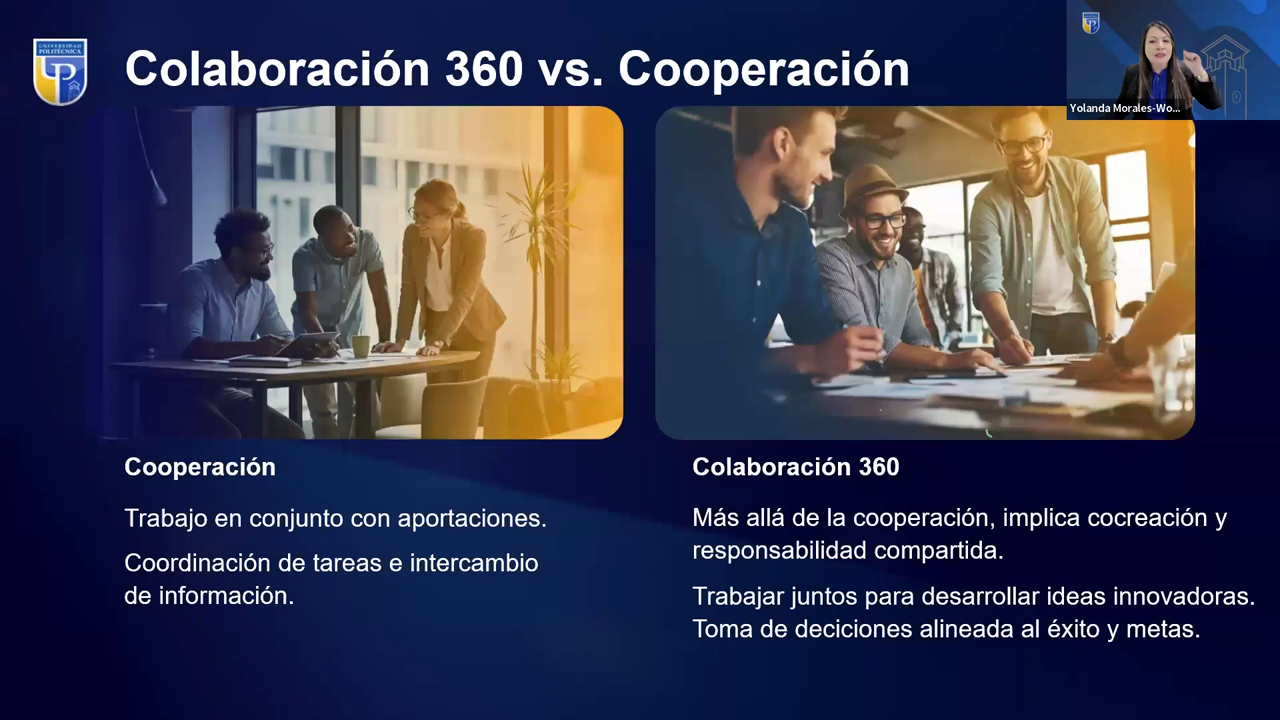 UNIVERSIDAD
POLITÉCNICA
Colaboración 360 vs. Cooperación
Yolanda Morales-Wo...
Cooperación
Trabajo en conjunto con aportaciones.
Coordinación de tareas e intercambio
de información.
Colaboración 360
Más allá de la cooperación, implica cocreación y
responsabilidad compartida.
Trabajar juntos para desarrollar ideas innovadoras.
Toma de deciciones alineada al éxito y metas.